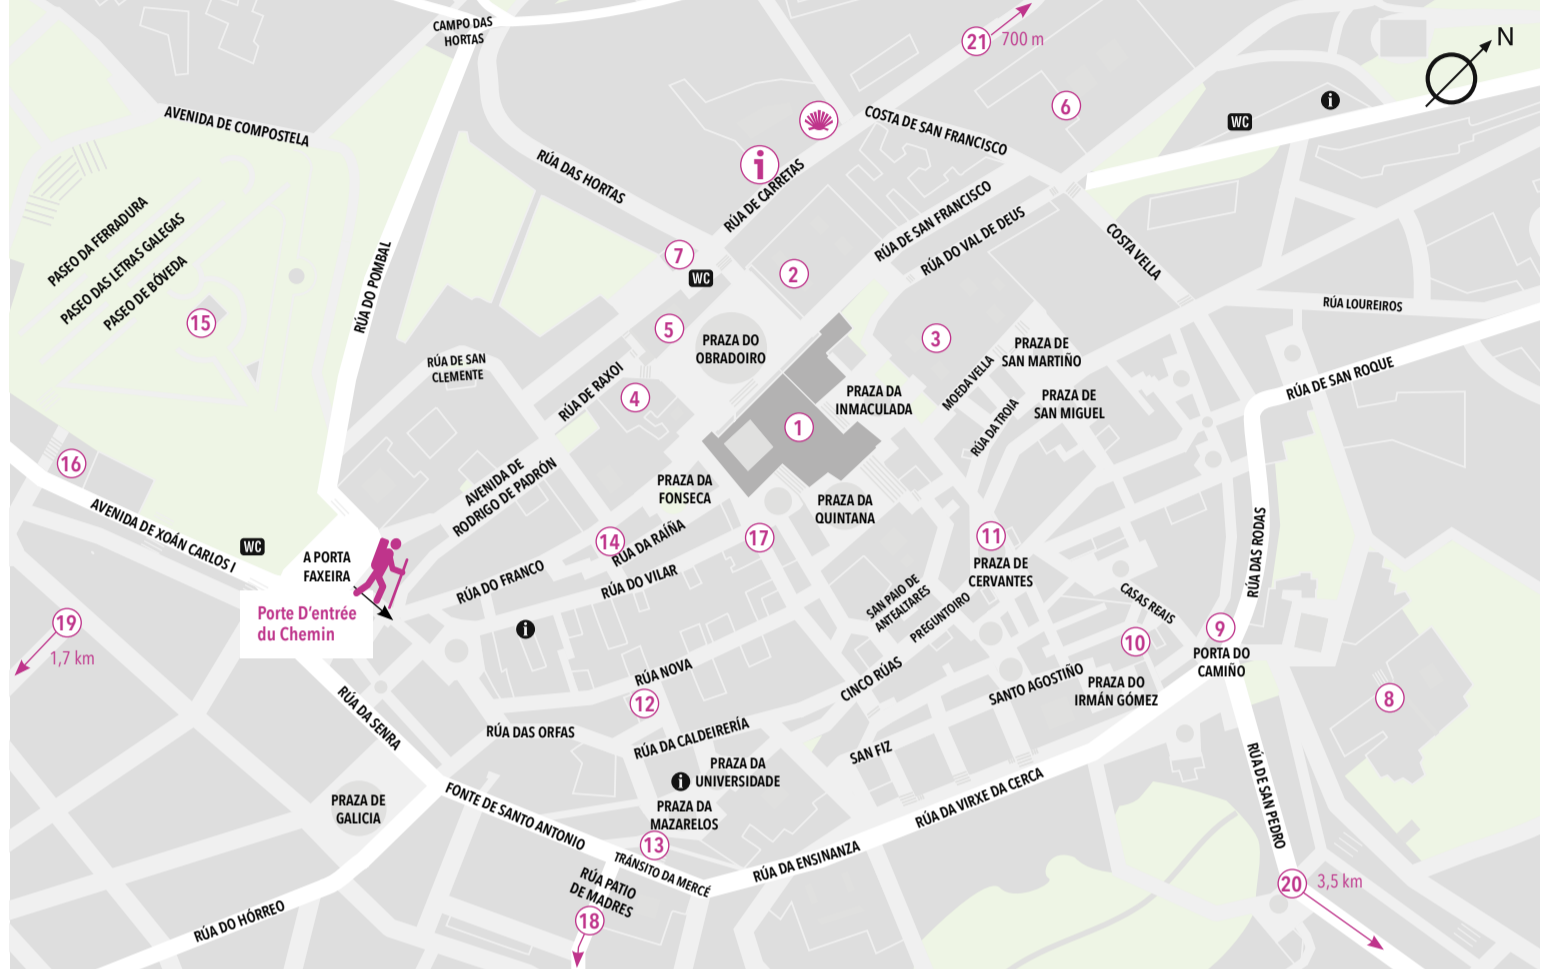 CAMPO DAS
HORTAS
21
700 m
N
6
WC
i
AVENIDA DE COMPOSTELA
COSTA DE SAN FRANCISCO
i
RÚA DAS HORTAS
RÚA DE CARRETAS
PASEO DA FERRADURA
PASEO DAS LETRAS GALEGAS
PASEO DE BÓVEDA
RÚA DO POMBAL
7
WC
2
RÚA DE SAN FRANCISCO
RÚA DO VAL DE DEUS
COSTA VELLA
15
5
PRAZA DO
OBRADOIRO
3
PRAZA DE
SAN MARTIÑO
RÚA LOUREIROS
RÚA DE SAN
CLEMENTE
RÚA DE RAXOI
4
MOEDA VELLA
PRAZA DA
INMACULADA
PRAZA DE
SAN MIGUEL
RÚA DE SAN ROQUE
1
RÚA DA TROIA
16
AVENIDA DE
RODRIGO DE PADRÓN
PRAZA DA
FONSECA
PRAZA DA
QUINTANA
AVENIDA DE XOÁN CARLOS I
WC
A PORTA
FAXEIRA
14
RÚA DA RAÍÑA
17
11
PRAZA DE
CERVANTES
RÚA DAS RODAS
RÚA DO FRANCO
RÚA DO VILAR
SAN PAIO DE
ANTEALTARES
PREGUNTOIRO
CASAS REAIS
Porte D'entrée
du Chemin
19
1,7 km
i
10
9
PORTA DO
CAMIÑO
RÚA NOVA
CINCO RÚAS
SANTO AGOSTIÑO
PRAZA DO
IRMÁN GÓMEZ
8
12
RÚA DA SENRA
RÚA DAS ORFAS
RÚA DA CALDEIRERÍA
SAN FIZ
i
PRAZA DA
UNIVERSIDADE
RÚA DE SAN PEDRO
PRAZA DE
GALICIA
FONTE DE SANTO ANTONIO
PRAZA DA
MAZARELOS
RÚA DA VIRXE DA CERCA
13
TRÁNSITO DA MERCÉ
RÚA DA ENSINANZA
20
3,5 km
RÚA PATIO
DE MADRES
RÚA DO HÓRREO
18